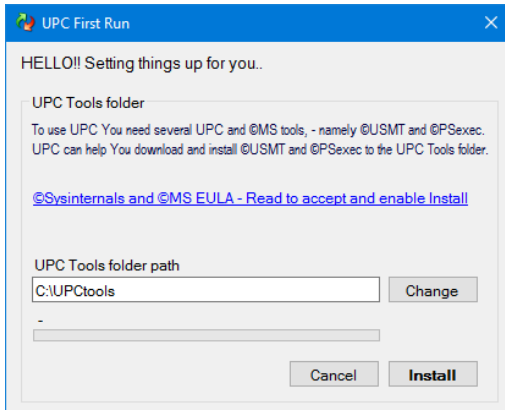 UPC First Run
HELLO!! Setting things up for you..
UPC Tools folder
To use UPC You need several UPC and ©MS tools, - namely ©USMT and ©PSexec.
UPC can help You download and install ©USMT and ©PSexec to the UPC Tools folder.
©Sysinternals and ©MS EULA - Read to accept and enable Install
UPC Tools folder path
C:\UPCtools
Change
-
Cancel
Install